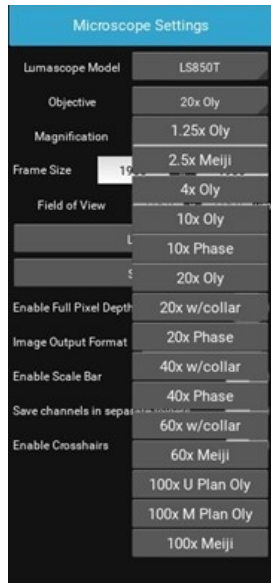 Microscope Settings
Lumascope Model LS850T
Objective 20x Oly
Magnification 1.25x Oly
2.5x Meiji
Frame Size 19
4x Oly
Field of View
10x Oly
L 10x Phase
S 20x Oly
Enable Full Pixel Depth 20x w/collar
Image Output Format 20x Phase
Enable Scale Bar 40x w/collar
40x Phase
Save channels in separ
60x w/collar
Enable Crosshairs 60x Meiji
100x U Plan Oly
100x M Plan Oly
100x Meiji